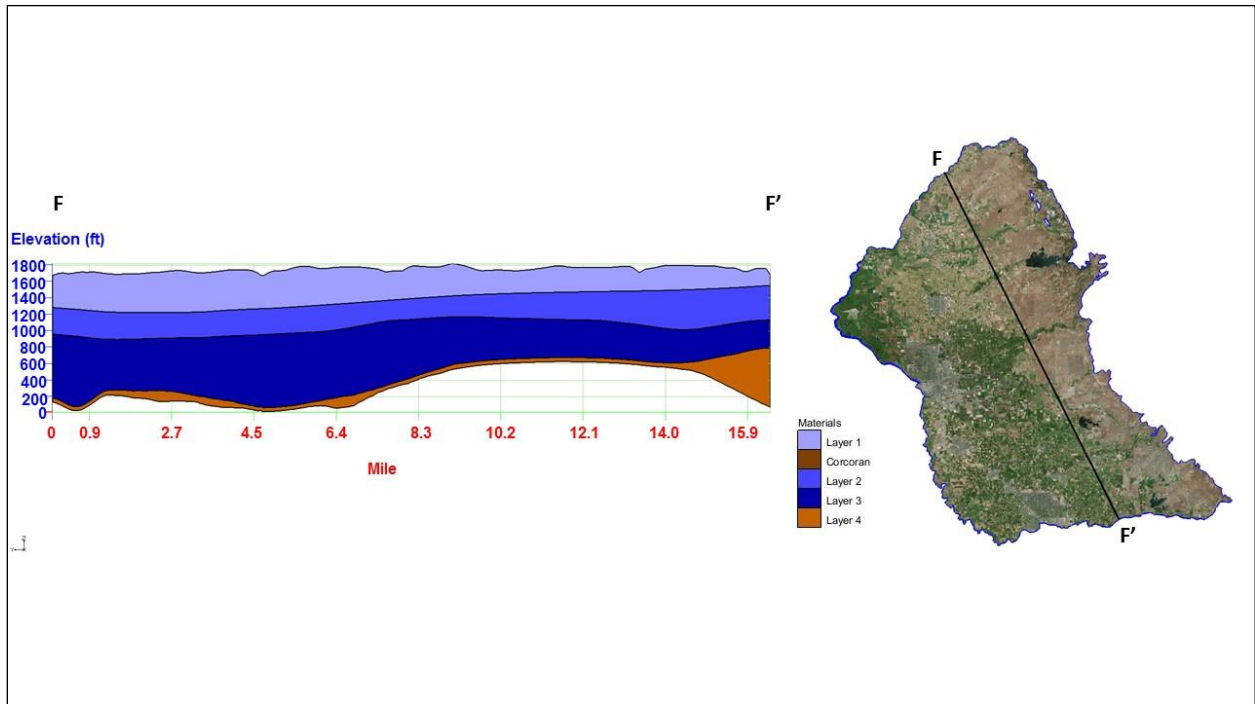 F F’
Elevation (ft)
1800
1600
1400
1200
1000
800
600
400
200
0
0 0.9 2.7 4.5 6.4 8.3 10.2 12.1 14.0 15.9
Mile
Materials
Layer 1
Corcoran
Layer 2
Layer 3
Layer 4
F
F’